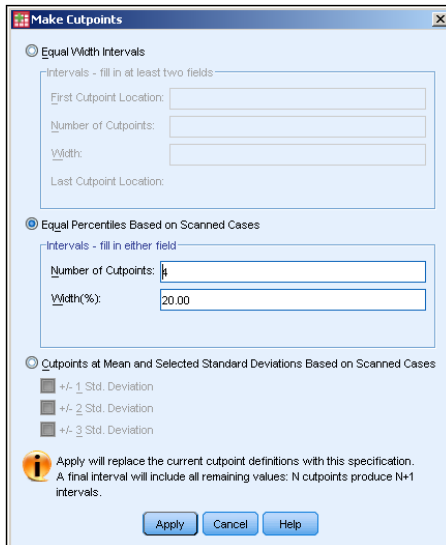 Make Cutpoints
Equal Width Intervals
Intervals - fill in at least two fields
First Cutpoint Location:
Number of Cutpoints:
Width:
Last Cutpoint Location:
Equal Percentiles Based on Scanned Cases
Intervals - fill in either field
Number of Cutpoints: 4
Width(%): 20.00
Cutpoints at Mean and Selected Standard Deviations Based on Scanned Cases
+/- 1 Std. Deviation
+/- 2 Std. Deviation
+/- 3 Std. Deviation
Apply will replace the current cutpoint definitions with this specification.
A final interval will include all remaining values: N cutpoints produce N+1
intervals.
Apply Cancel Help